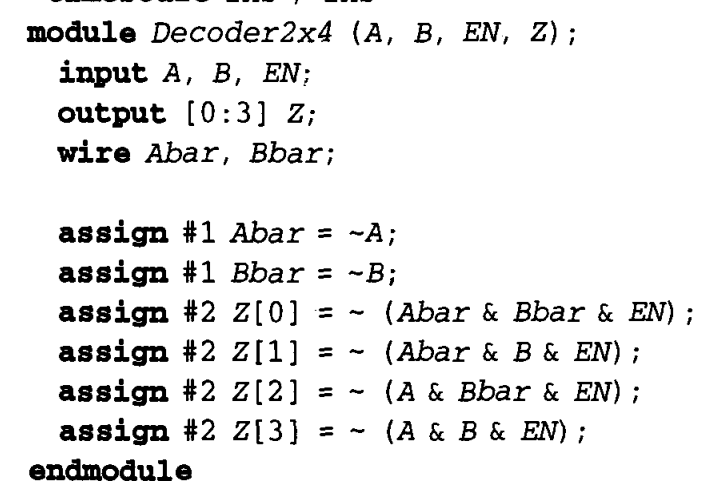 module Decoder2x4 (A, B, EN, Z);
input A, B, EN;
output [0:3] Z;
wire Abar, Bbar;
assign #1 Abar = ~A;
assign #1 Bbar = ~B;
assign #2 Z[0] = ~ (Abar & Bbar & EN);
assign #2 Z[1] = ~ (Abar & B & EN);
assign #2 Z[2] = ~ (A & Bbar & EN);
assign #2 Z[3] = ~ (A & B & EN);
endmodule